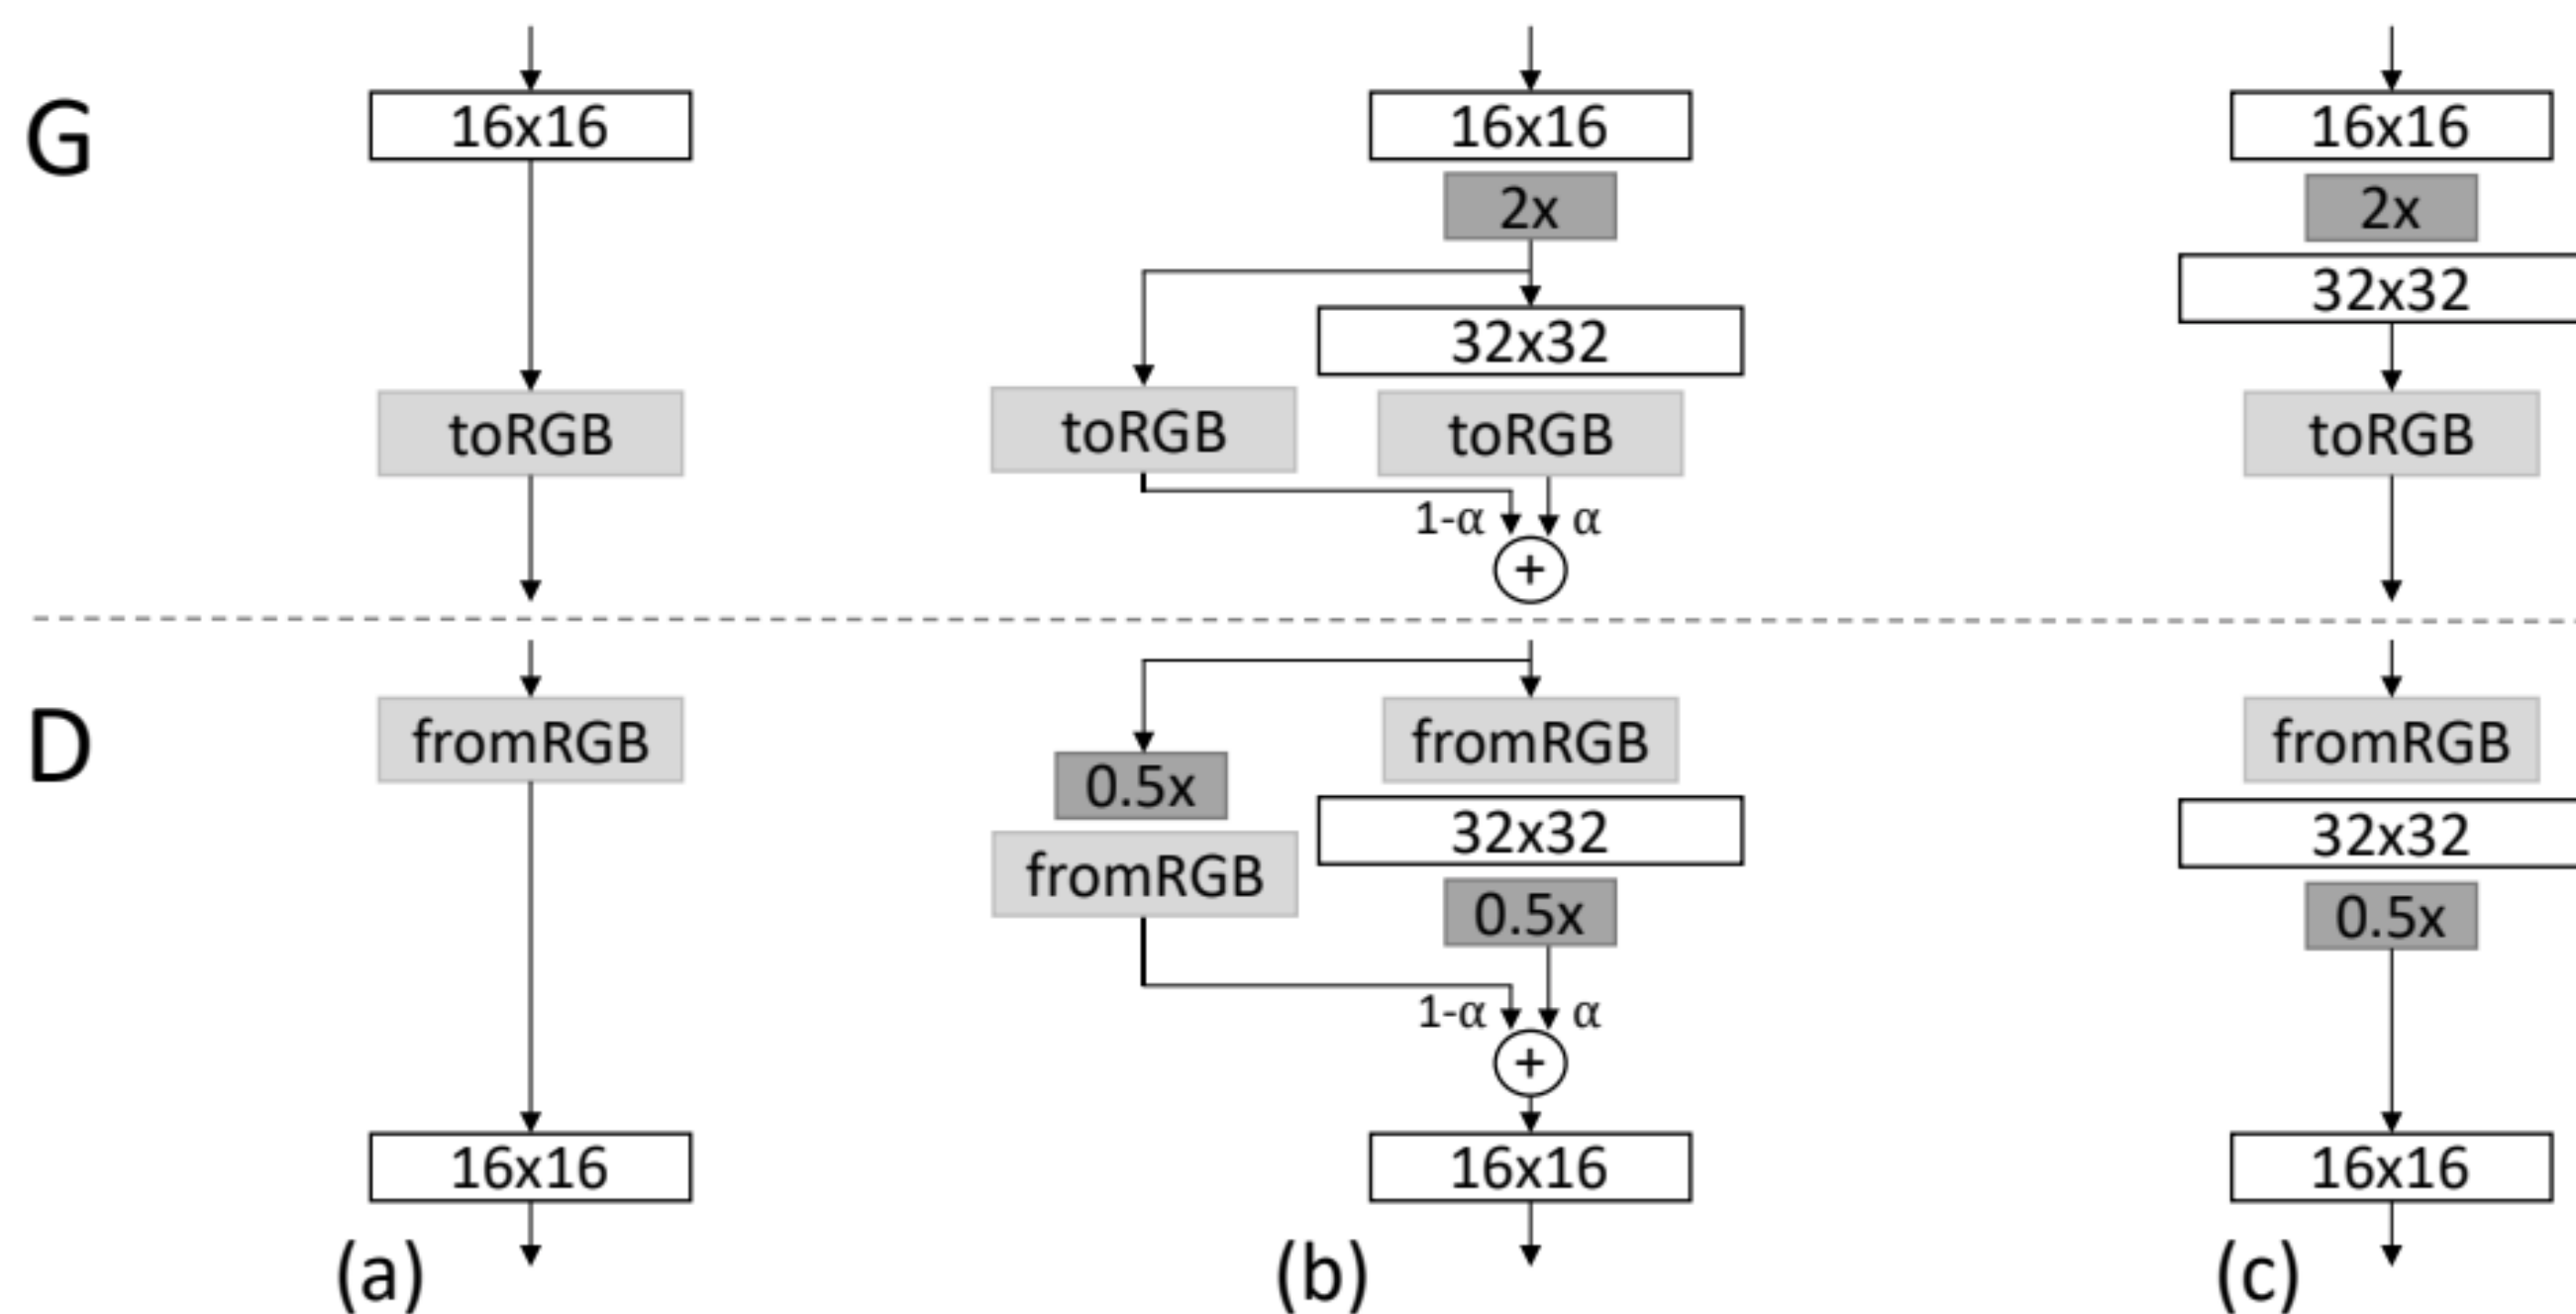 G
16x16
toRGB
16x16
2x
32x32
toRGB
toRGB
1-α
α
+
16x16
2x
32x32
toRGB
D
fromRGB
16x16
fromRGB
0.5x
32x32
fromRGB
0.5x
1-α
α
+
16x16
fromRGB
32x32
0.5x
16x16
(a)
(b)
(c)